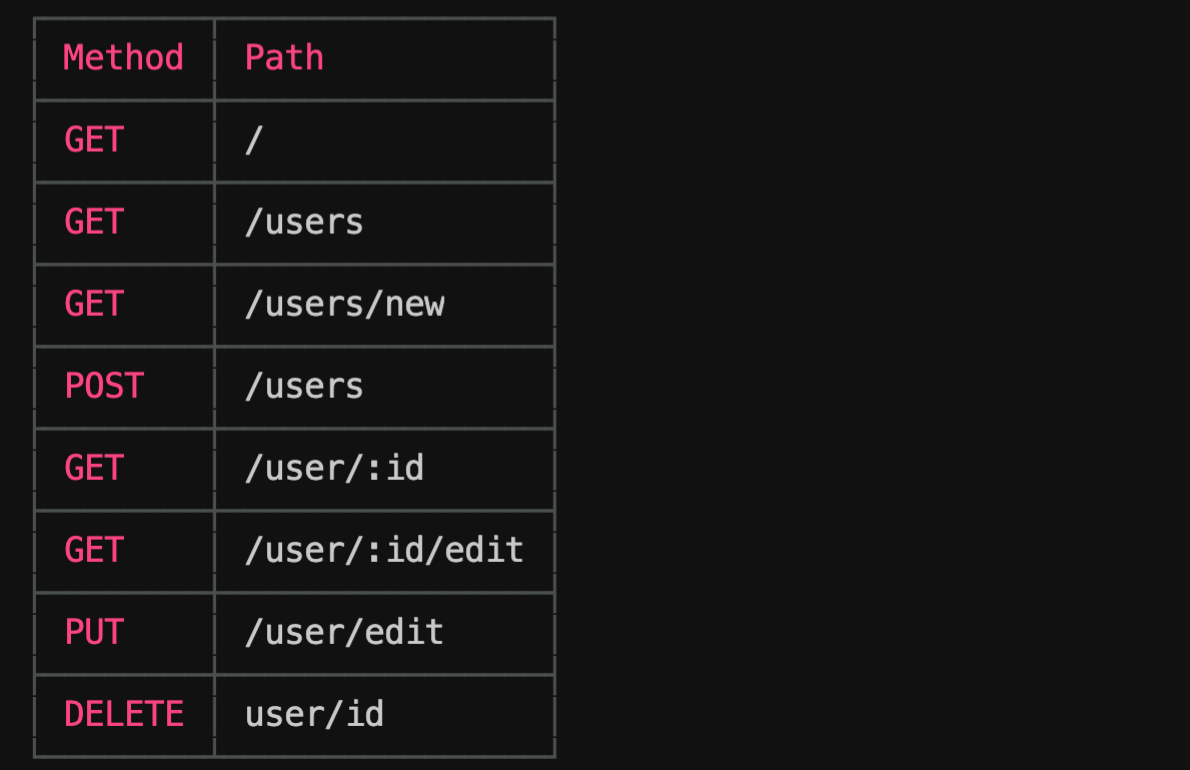 Method Path
GET /
GET /users
GET /users/new
POST /users
GET /user/:id
GET /user/:id/edit
PUT /user/edit
DELETE user/id